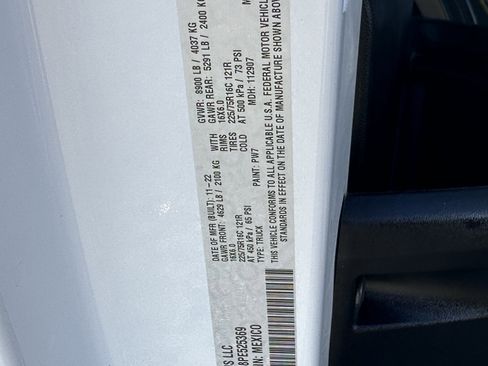 S LLC
DATE OF MFR (BUILT): 11-22 GVWR: 8900 LB / 4037 KG
GAWR FRONT: 4629 LB / 2100 KG WITH GAWR REAR: 5291 LB / 2400 KG
16X6.0 RIMS 16X6.0
225/75R16C 121R TIRES 225/75R16C 121R
AT 450 kPa / 65 PSI COLD AT 500 kPa / 73 PSI
TYPE: TRUCK PAINT: PW7 MDH: 112907
THIS VEHICLE CONFORMS TO ALL APPLICABLE U.S.A. FEDERAL MOTOR VEHICLE
STANDARDS IN EFFECT ON THE DATE OF MANUFACTURE SHOWN ABOV
8PE525369
IN: MEXICO